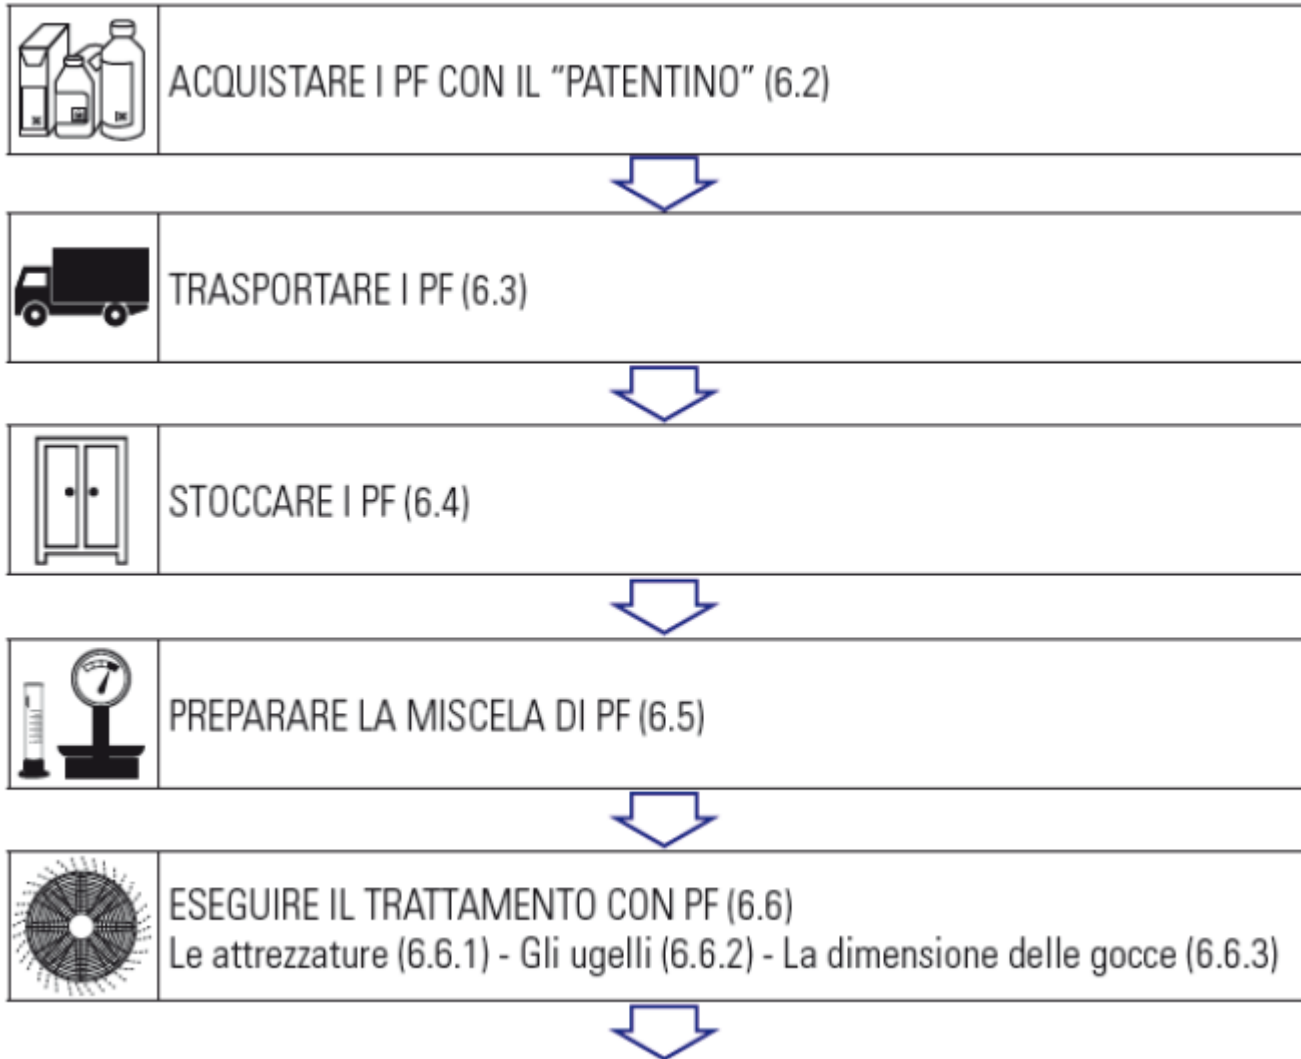 ACQUISTARE I PF CON IL “PATENTINO” (6.2)
TRASPORTARE I PF (6.3)
STOCCARE I PF (6.4)
PREPARARE LA MISCELA DI PF (6.5)
ESEGUIRE IL TRATTAMENTO CON PF (6.6)
Le attrezzature (6.6.1) - Gli ugelli (6.6.2) - La dimensione delle gocce (6.6.3)